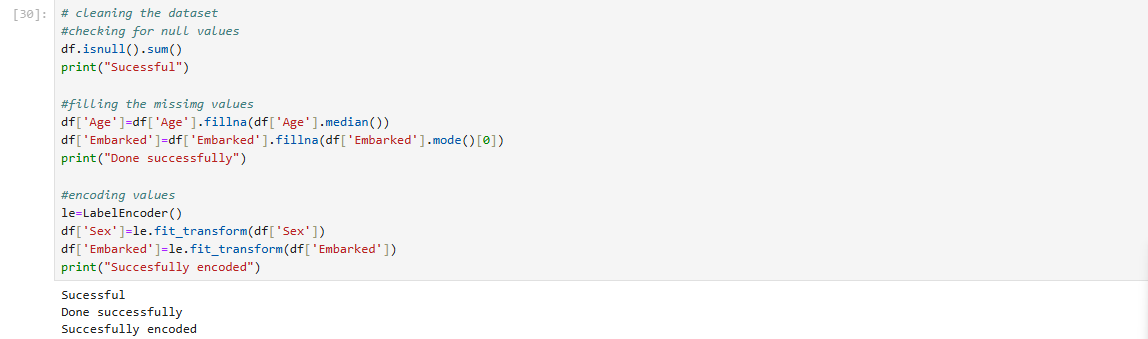 [30]: # cleaning the dataset
#checking for null values
df.isnull().sum()
print("Sucessful")
#filling the missimg values
df['Age']=df['Age'].fillna(df['Age'].median())
df['Embarked']=df['Embarked'].fillna(df['Embarked'].mode()[0])
print("Done successfully")
#encoding values
le=LabelEncoder()
df['Sex']=le.fit_transform(df['Sex'])
df['Embarked']=le.fit_transform(df['Embarked'])
print("Succesfully encoded")
Sucessful
Done successfully
Succesfully encoded